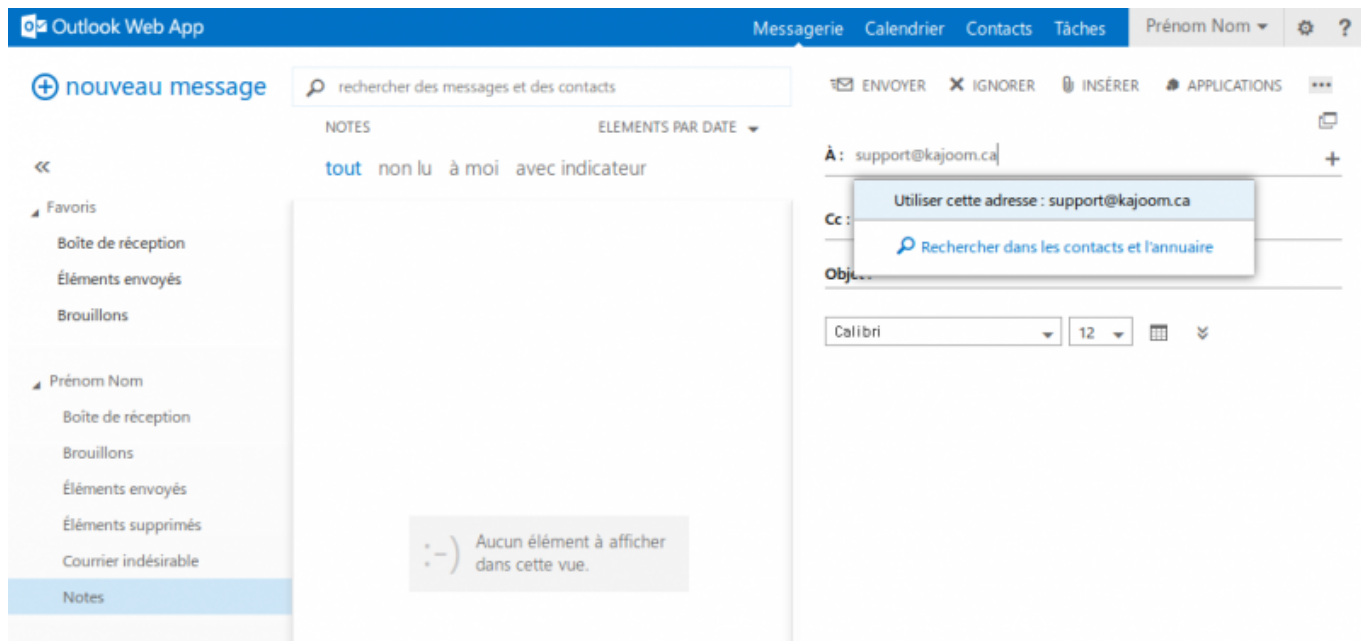 Outlook Web App
Messagerie Calendrier Contacts Tâches Prénom Nom ?
nouveau message
rechercher des messages et des contacts
NOTES ELEMENTS PAR DATE
tout non lu à moi avec indicateur
Favoris
Boîte de réception
Éléments envoyés
Brouillons
Prénom Nom
Boîte de réception
Brouillons
Éléments envoyés
Éléments supprimés
Courrier indésirable
Notes
:-) Aucun élément à afficher
dans cette vue.
ENVOYER IGNORER INSÉRER APPLICATIONS ...
À : support@kajoom.ca
Utiliser cette adresse : support@kajoom.ca
Cc :
Rechercher dans les contacts et l'annuaire
Objet :
Calibri 12